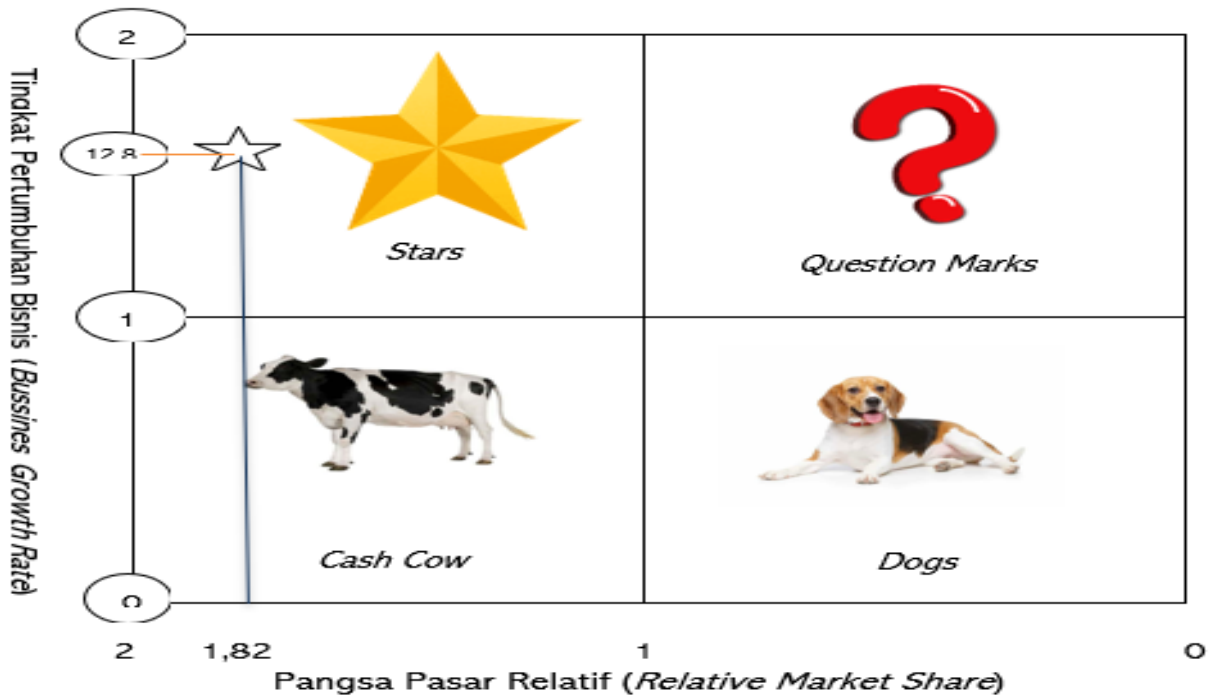 2
12.8
1
0
Tingkat Pertumbuhan Bisnis (Bussines Growth Rate)
Stars
Question Marks
Cash Cow
Dogs
2 1,82 1 0
Pangsa Pasar Relatif (Relative Market Share)